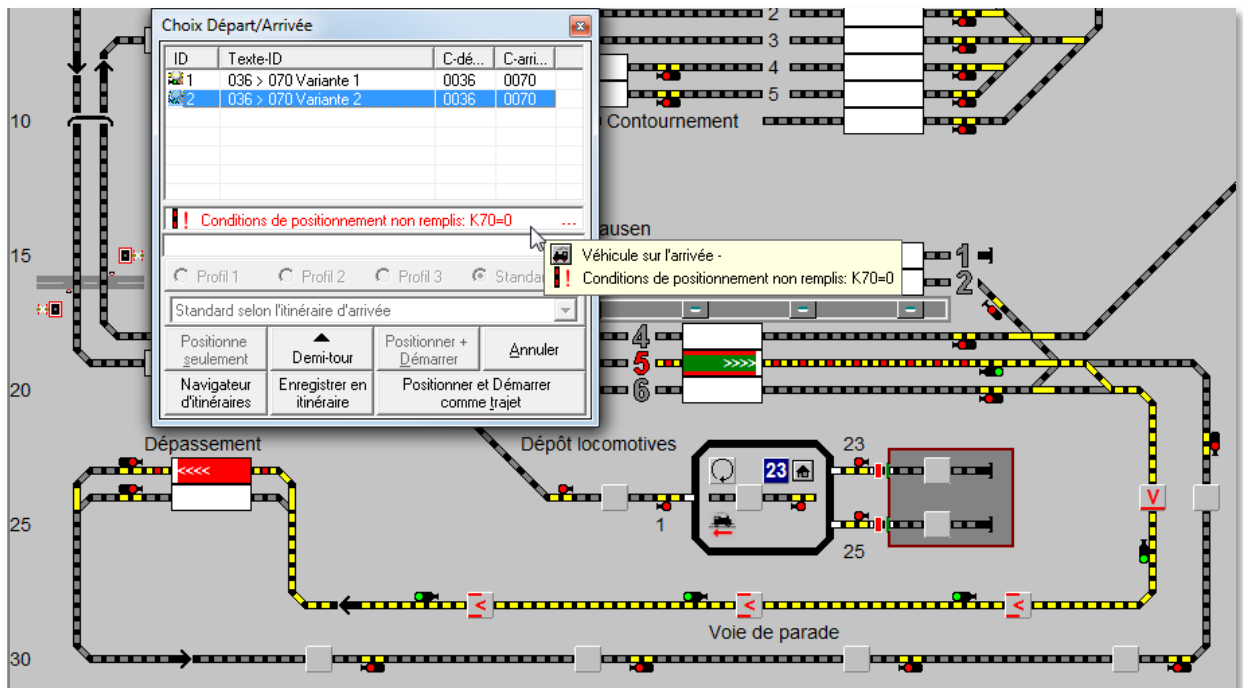 Choix Départ/Arrivée
ID Texte-ID C-dé... C-arri...
1 036 > 070 Variante 1 0036 0070
2 036 > 070 Variante 2 0036 0070
! Conditions de positionnement non remplis: K70=0 ...
Profil 1 Profil 2 Profil 3 Standa
Standard selon l'itinéraire d'arrivée
Positionne seulement
Demi-tour
Positionner + Démarrer
Annuler
Navigateur d'itinéraires
Enregistrer en itinéraire
Positionner et Démarrer comme trajet
Véhicule sur l'arrivée -
! Conditions de positionnement non remplis: K70=0
2
3
4
5
Contournement
10
ausen
15
1
2
4
5 >>>>
6
20
Dépassement
<<<<
Dépôt locomotives
23
23
1
25
25
V
< < <
Voie de parade
30